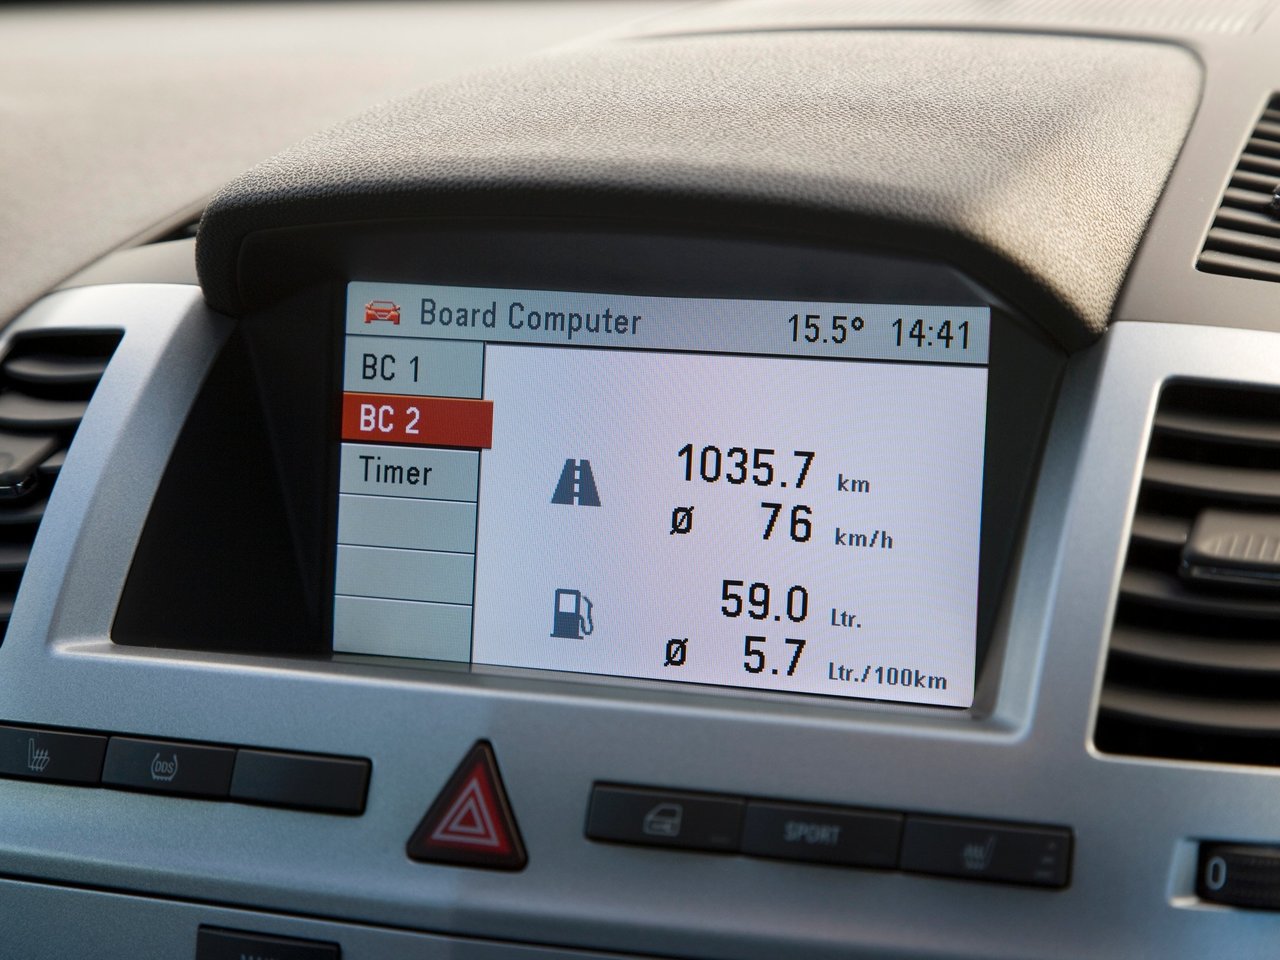 Board Computer 15.5° 14:41
BC 1
BC 2
Timer
1035.7 km
ø 76 km/h
59.0 Ltr.
ø 5.7 Ltr./100km
DDS
SPORT
0